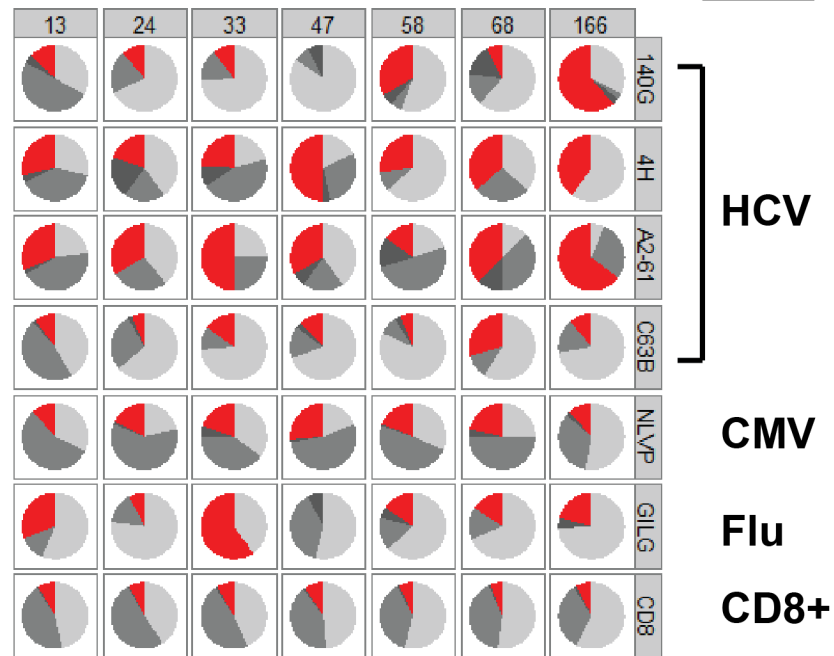 13 24 33 47 58 68 166
140G
4H
A2-61
C63B
NLVP
GILG
CD8
HCV
CMV
Flu
CD8+